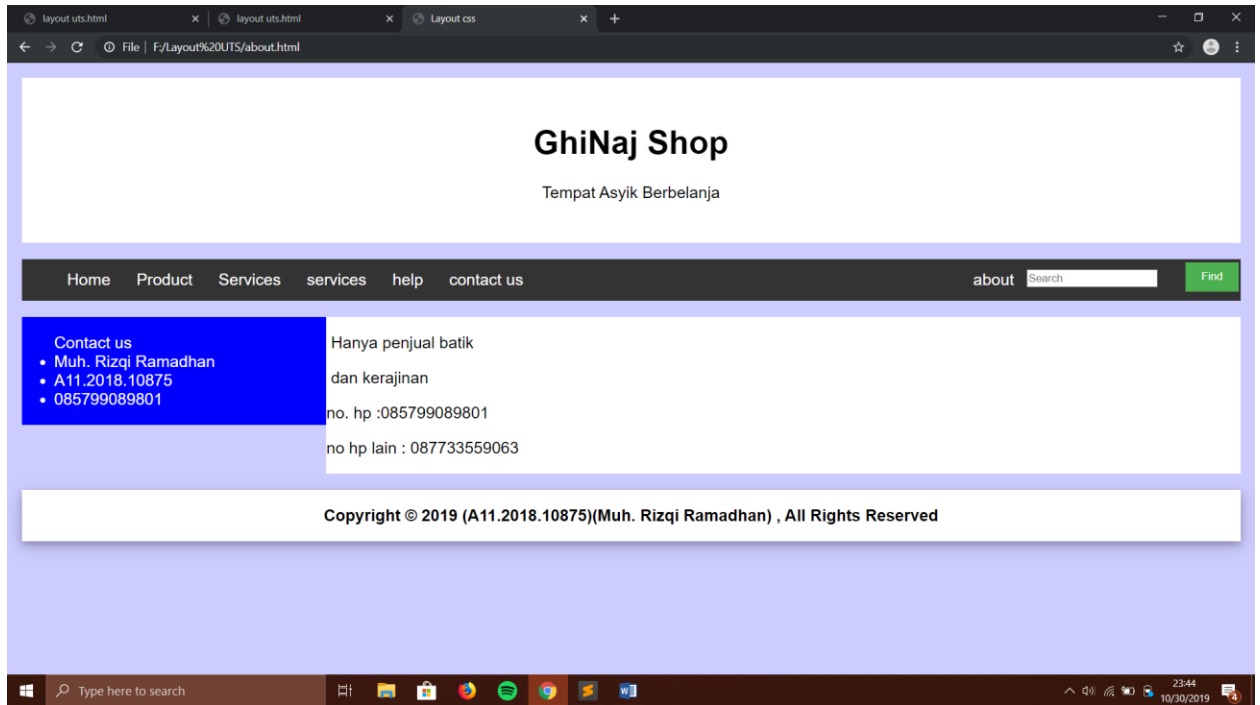 layout uts.html × layout uts.html × Layout css × +
File | F:/Layout%20UTS/about.html
GhiNaj Shop
Tempat Asyik Berbelanja
Home Product Services services help contact us about Search Find
Contact us
• Muh. Rizqi Ramadhan
• A11.2018.10875
• 085799089801
Hanya penjual batik
dan kerajinan
no. hp :085799089801
no hp lain : 087733559063
Copyright © 2019 (A11.2018.10875)(Muh. Rizqi Ramadhan) , All Rights Reserved
Type here to search
23:44
10/30/2019
4